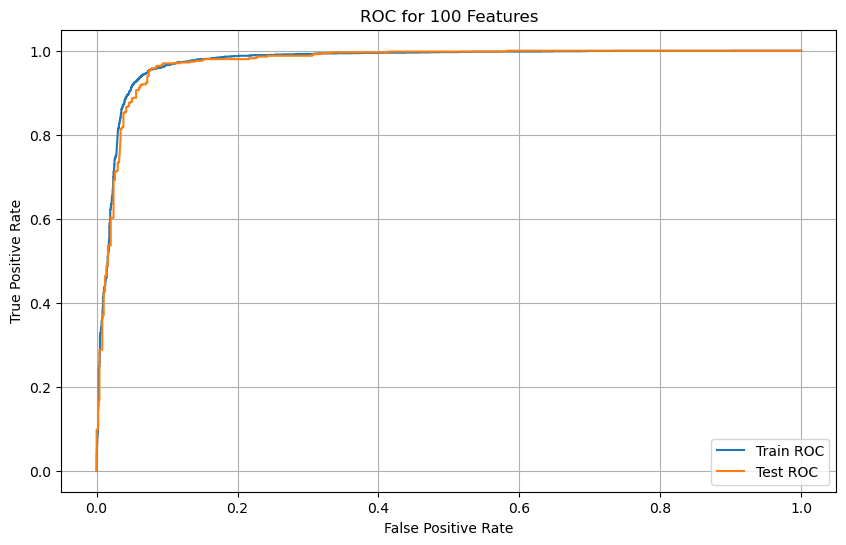 ROC for 100 Features
True Positive Rate
1.0
0.8
0.6
0.4
0.2
0.0
0.0 0.2 0.4 0.6 0.8 1.0
False Positive Rate
Train ROC
Test ROC